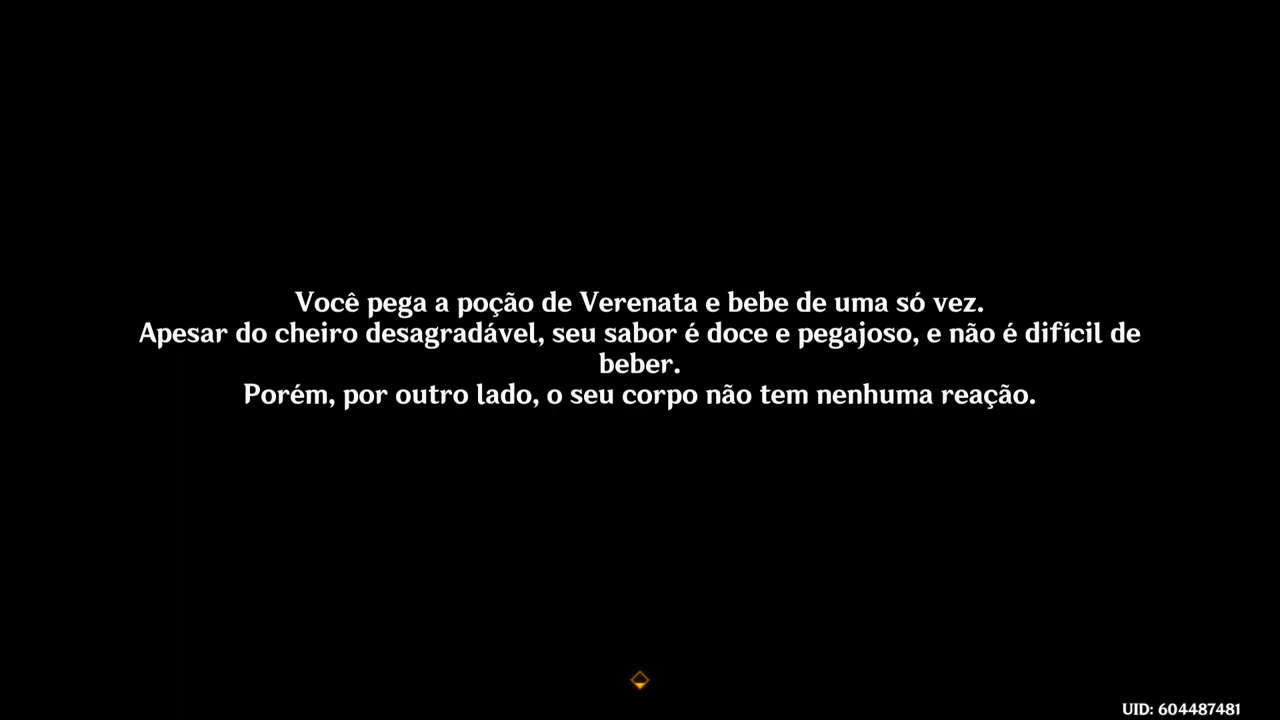 Você pega a poção de Verenata e bebe de uma só vez.
Apesar do cheiro desagradável, seu sabor é doce e pegajoso, e não é difícil de
beber.
Porém, por outro lado, o seu corpo não tem nenhuma reação.
UID: 604487481